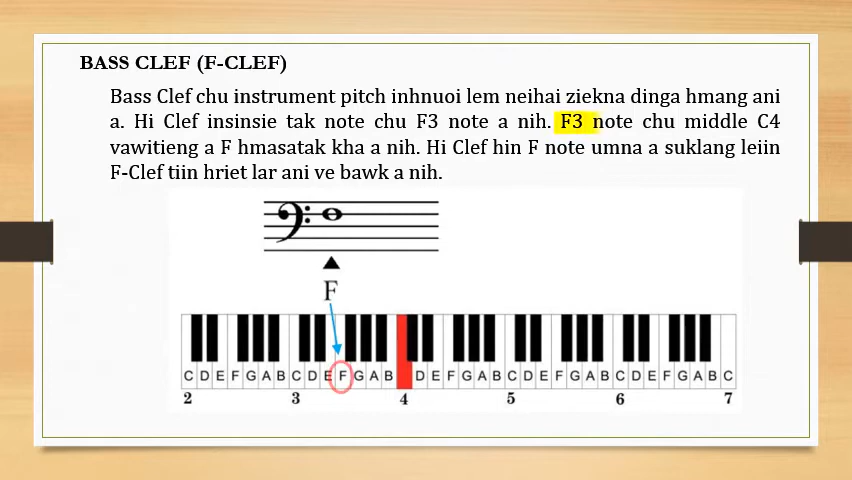 BASS CLEF (F-CLEF)
Bass Clef chu instrument pitch inhnuoi lem neihai ziekna dinga hmang ani
a. Hi Clef insinsie tak note chu F3 note a nih. F3 note chu middle C4
vawitieng a F hmasatak kha a nih. Hi Clef hin F note umna a suklang leiin
F-Clef tiin hriet lar ani ve bawk a nih.
F
C D E F G A B C D E F G A B D E F G A B C D E F G A B C D E F G A B C
2 3 4 5 6 7